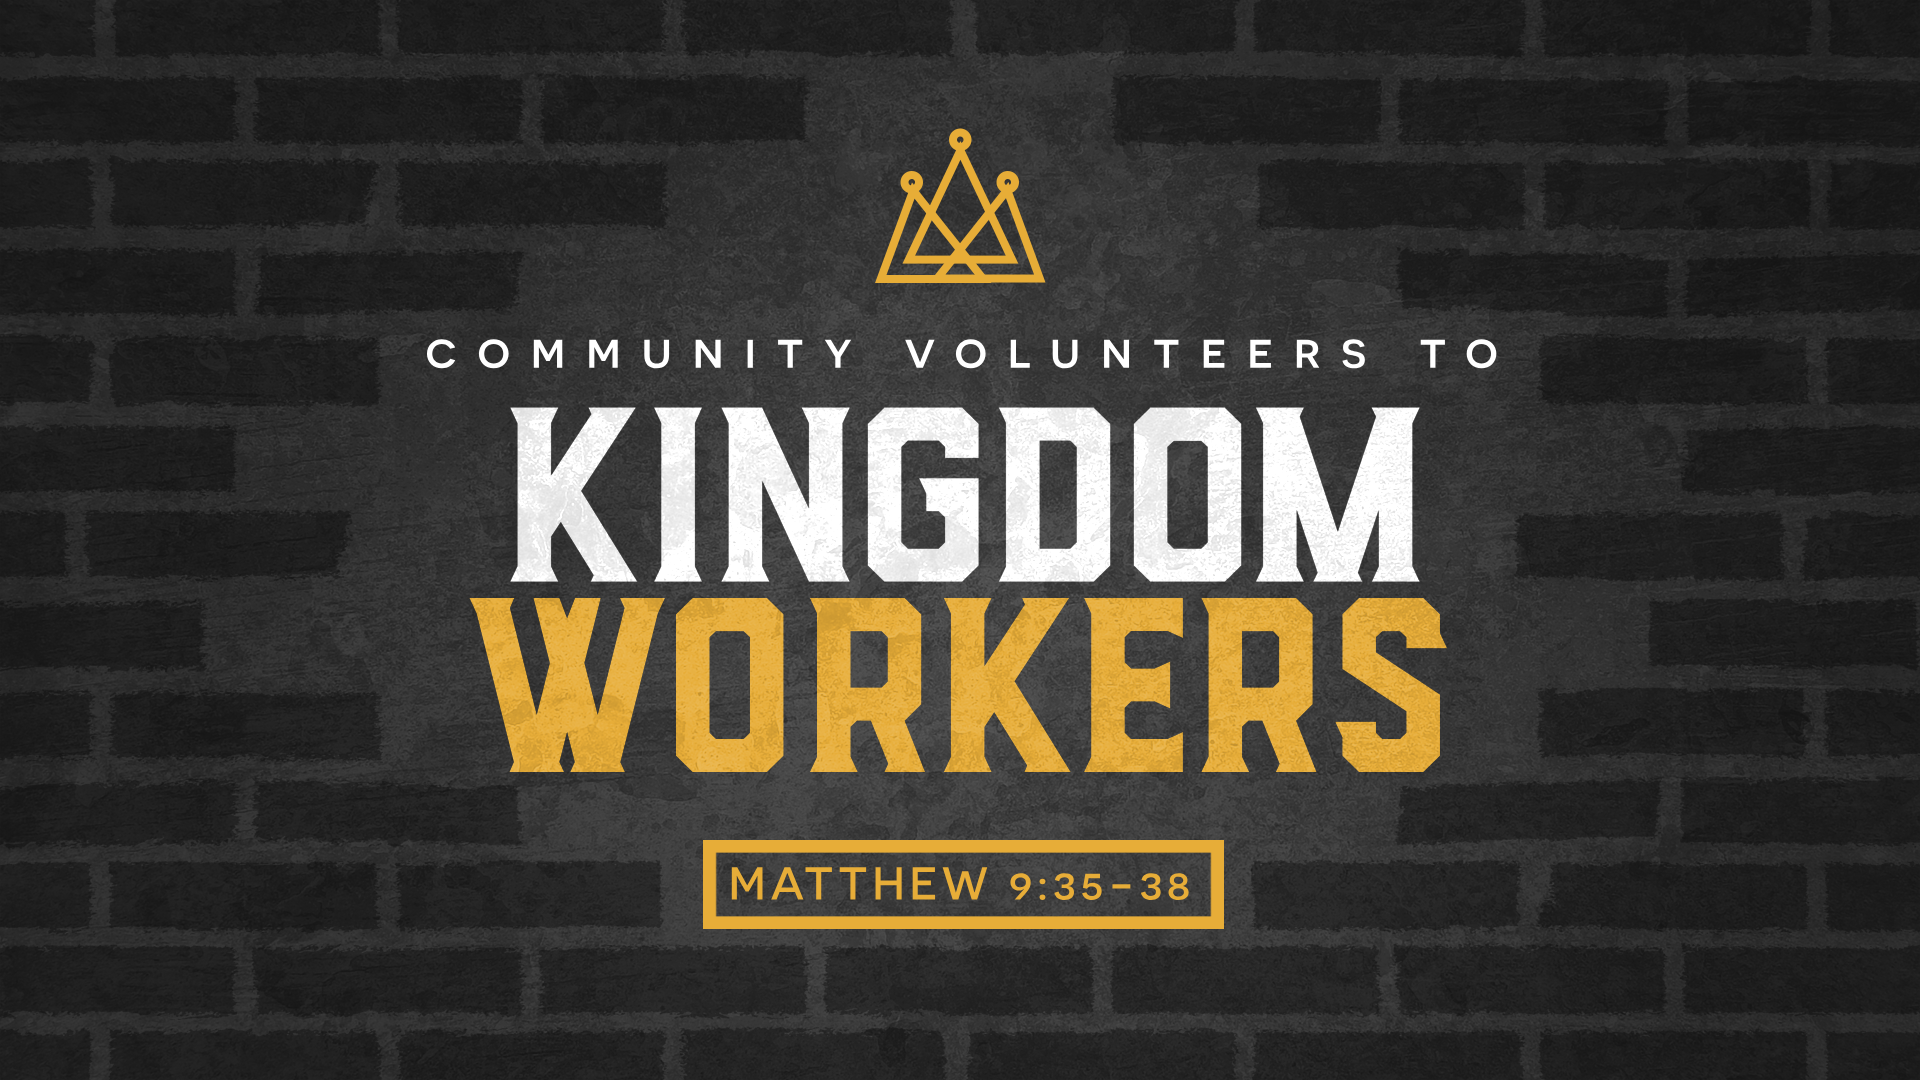 COMMUNITY VOLUNTEERS TO
KINGDOM
WORKERS
MATTHEW 9:35-38